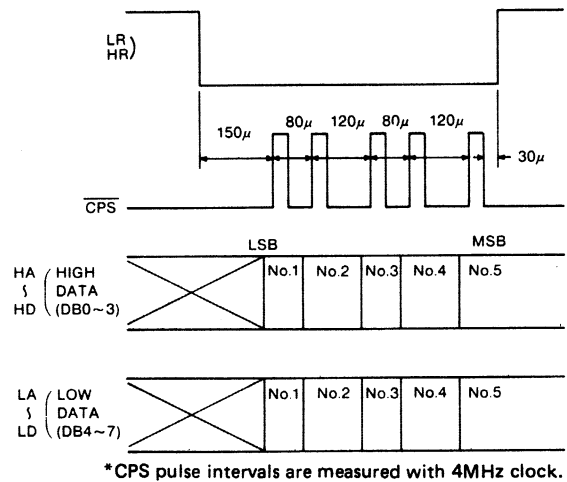 LR
HR)
150μ
80μ
120μ
80μ
120μ
30μ
CPS
LSB
MSB
HA ( HIGH
∫ DATA
HD (DB0~3)
No.1 No.2 No.3 No.4 No.5
LA ( LOW
∫ DATA
LD (DB4~7)
No.1 No.2 No.3 No.4 No.5
*CPS pulse intervals are measured with 4MHz clock.